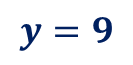 y = 9